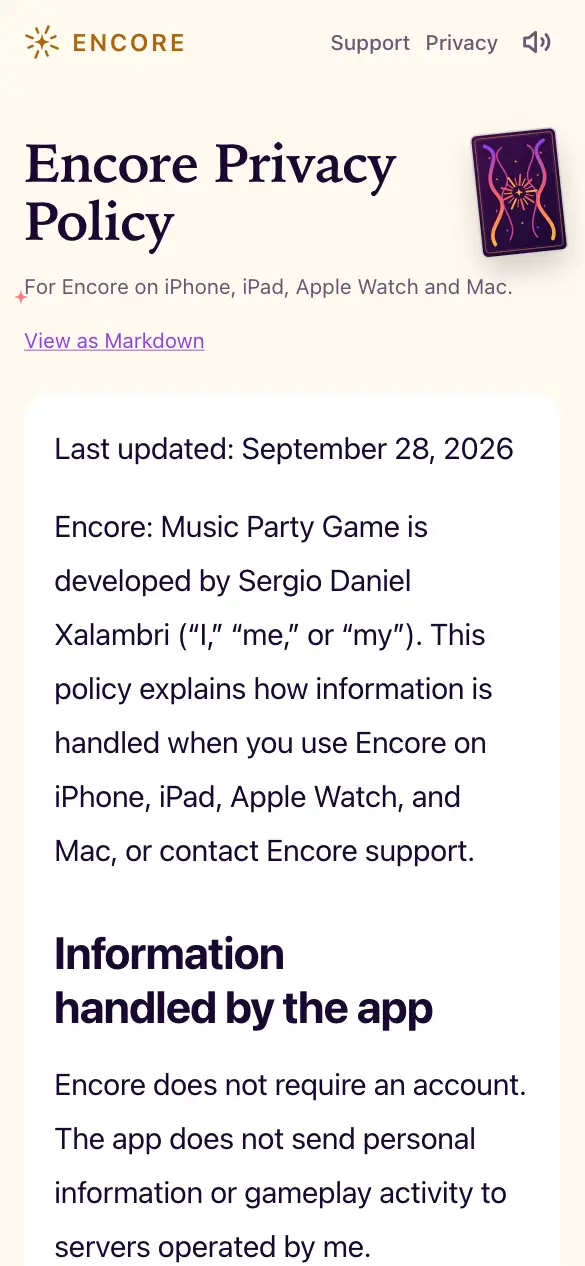 ENCORE
Support Privacy
Encore Privacy
Policy
For Encore on iPhone, iPad, Apple Watch and Mac.
View as Markdown
Last updated: September 28, 2026
Encore: Music Party Game is
developed by Sergio Daniel
Xalambri (“I,” “me,” or “my”). This
policy explains how information is
handled when you use Encore on
iPhone, iPad, Apple Watch, and
Mac, or contact Encore support.
Information
handled by the app
Encore does not require an account.
The app does not send personal
information or gameplay activity to
servers operated by me.